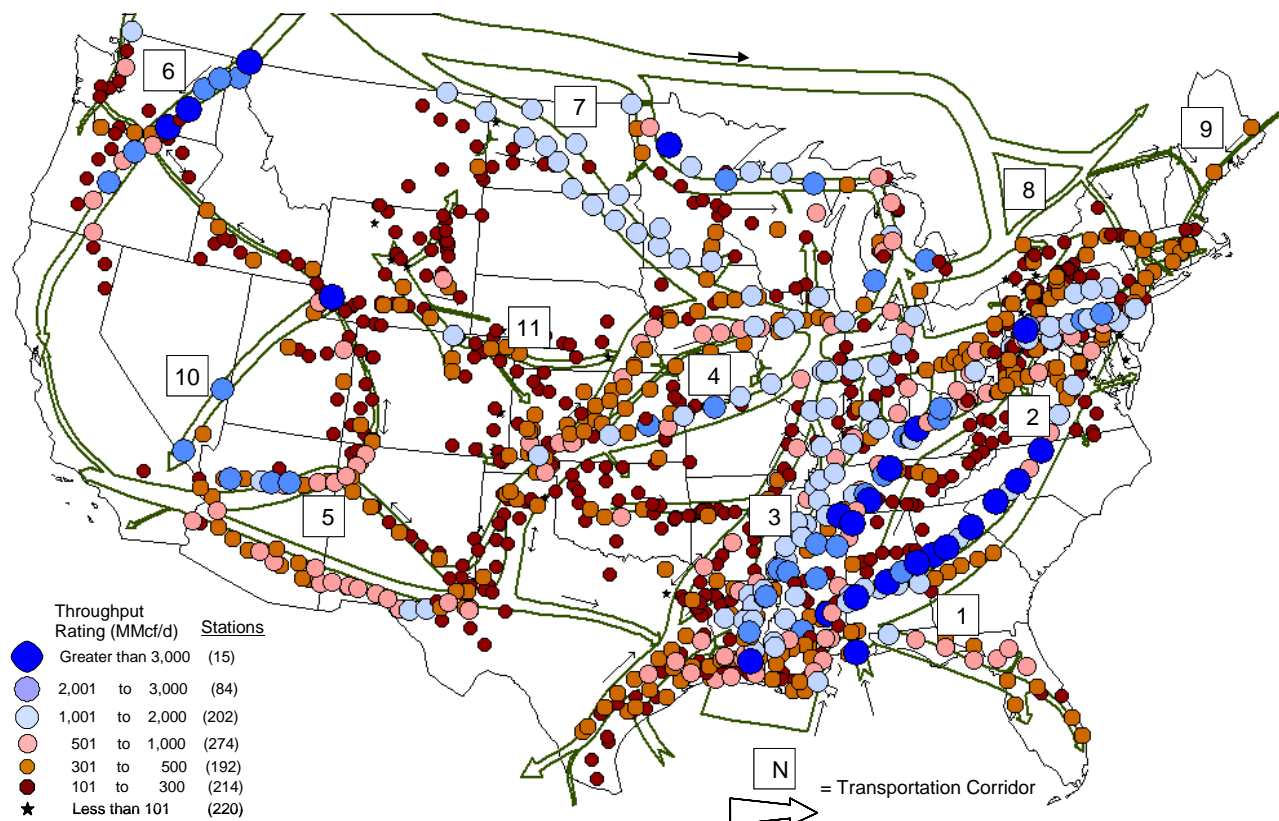 6
7
9
8
11
10
4
2
3
5
1
Throughput
Rating (MMcf/d) Stations
Greater than 3,000 (15)
2,001 to 3,000 (84)
1,001 to 2,000 (202)
501 to 1,000 (274)
301 to 500 (192)
101 to 300 (214)
Less than 101 (220)
N
= Transportation Corridor